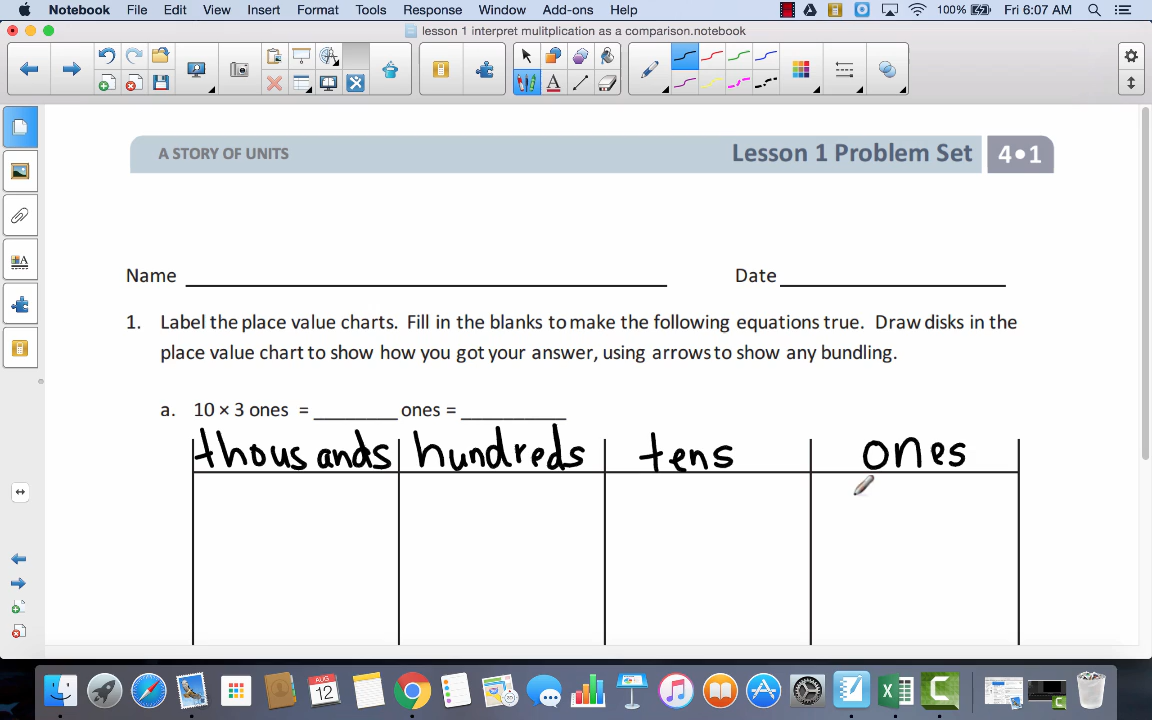 Notebook File Edit View Insert Format Tools Response Window Add-ons Help 100% Fri 6:07 AM
lesson 1 interpret mulitplication as a comparison.notebook
A STORY OF UNITS Lesson 1 Problem Set 4•1
Name Date
1. Label the place value charts. Fill in the blanks to make the following equations true. Draw disks in the
place value chart to show how you got your answer, using arrows to show any bundling.
a. 10 × 3 ones = ________ ones = __________
thousands hundreds tens ones
AUG
12